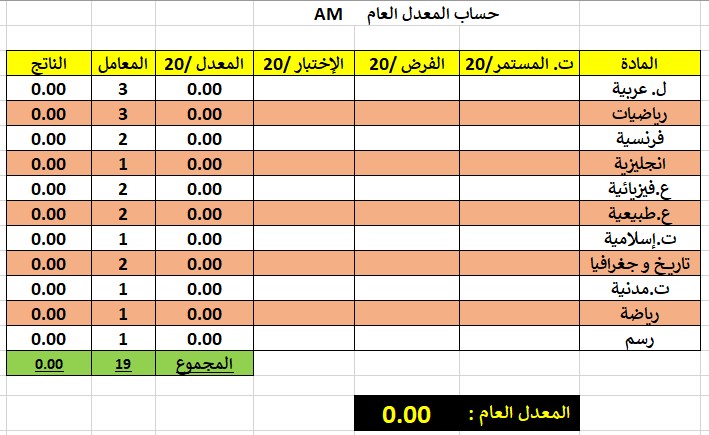 حساب المعدل العام AM
المادة ت. المستمر/20 الفرض /20 الإختبار /20 المعدل /20 المعامل الناتج
ل. عربية 0.00 3 0.00
رياضيات 0.00 3 0.00
فرنسية 0.00 2 0.00
انجليزية 0.00 1 0.00
ع.فيزيائية 0.00 2 0.00
ع.طبيعية 0.00 2 0.00
ت.إسلامية 0.00 1 0.00
تاريخ و جغرافيا 0.00 2 0.00
ت.مدنية 0.00 1 0.00
رياضة 0.00 1 0.00
رسم 0.00 1 0.00
المجموع 19 0.00
المعدل العام : 0.00